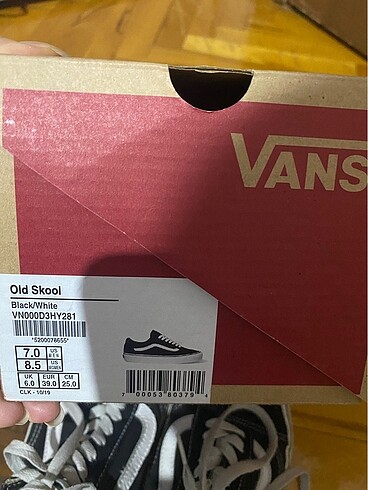 VANS
Old Skool
Black/White
VN000D3HY281
*5200078655*
7.0 US MEN
8.5 US WOMEN
UK EUR CM
6.0 39.0 25.0
CLK - 10/19
7 00053 80379 4